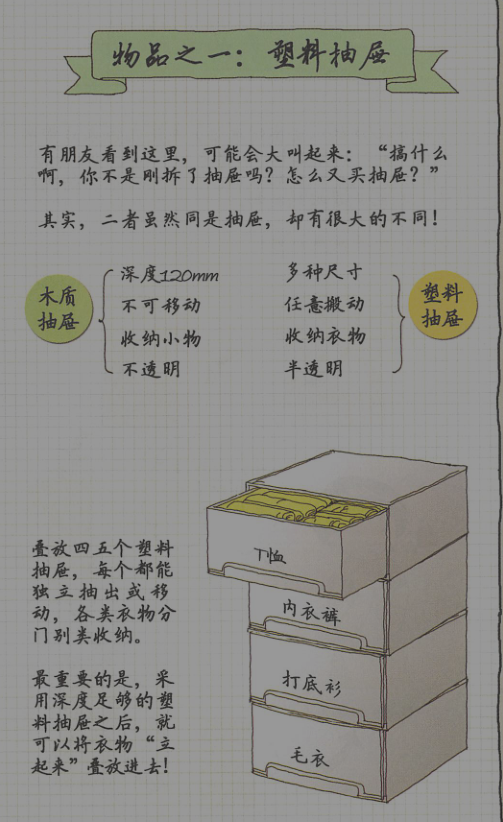 物品之一：塑料抽屉
有朋友看到这里，可能会大叫起来：“搞什么
啊，你不是刚拆了抽屉吗？怎么又买抽屉？”
其实，二者虽然同是抽屉，却有很大的不同！
木质
抽屉
深度120mm
不可移动
收纳小物
不透明
多种尺寸
任意搬动
收纳衣物
半透明
塑料
抽屉
叠放四五个塑料
抽屉，每个都能
独立抽出或移
动，各类衣物分
门别类收纳。
最重要的是，采
用深度足够的塑
料抽屉之后，就
可以将衣物“立
起来”叠放进去！
T恤
内衣裤
打底衫
毛衣